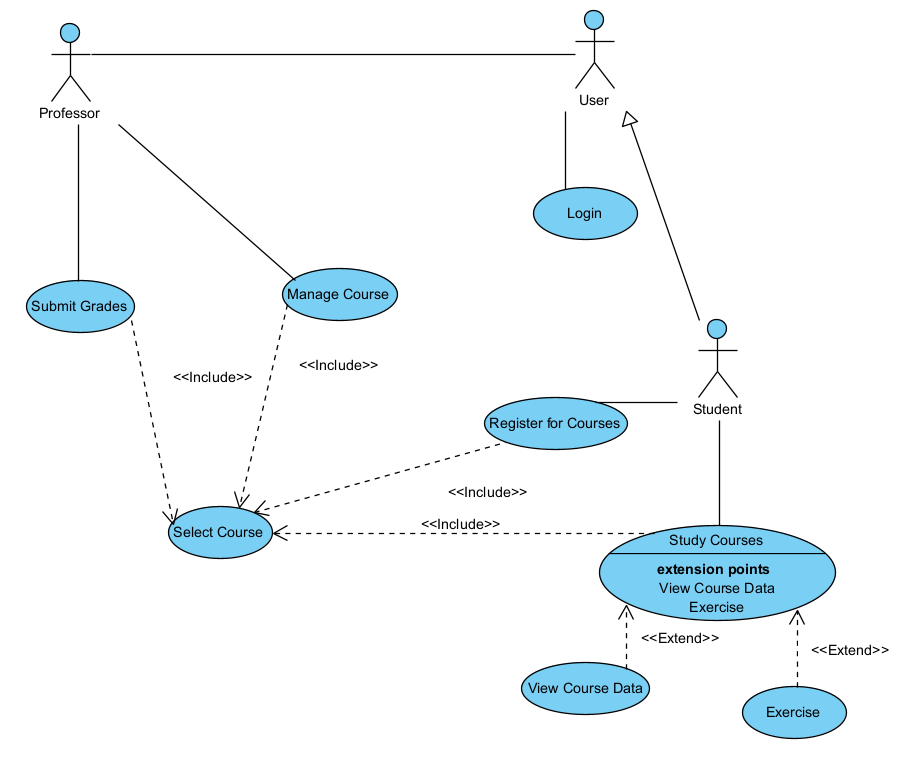 User
Professor
Login
Manage Course
Submit Grades
<<Include>>
<<Include>>
Student
Register for Courses
<<Include>>
<<Include>>
Select Course
Study Courses
extension points
View Course Data
Exercise
<<Extend>>
<<Extend>>
View Course Data
Exercise